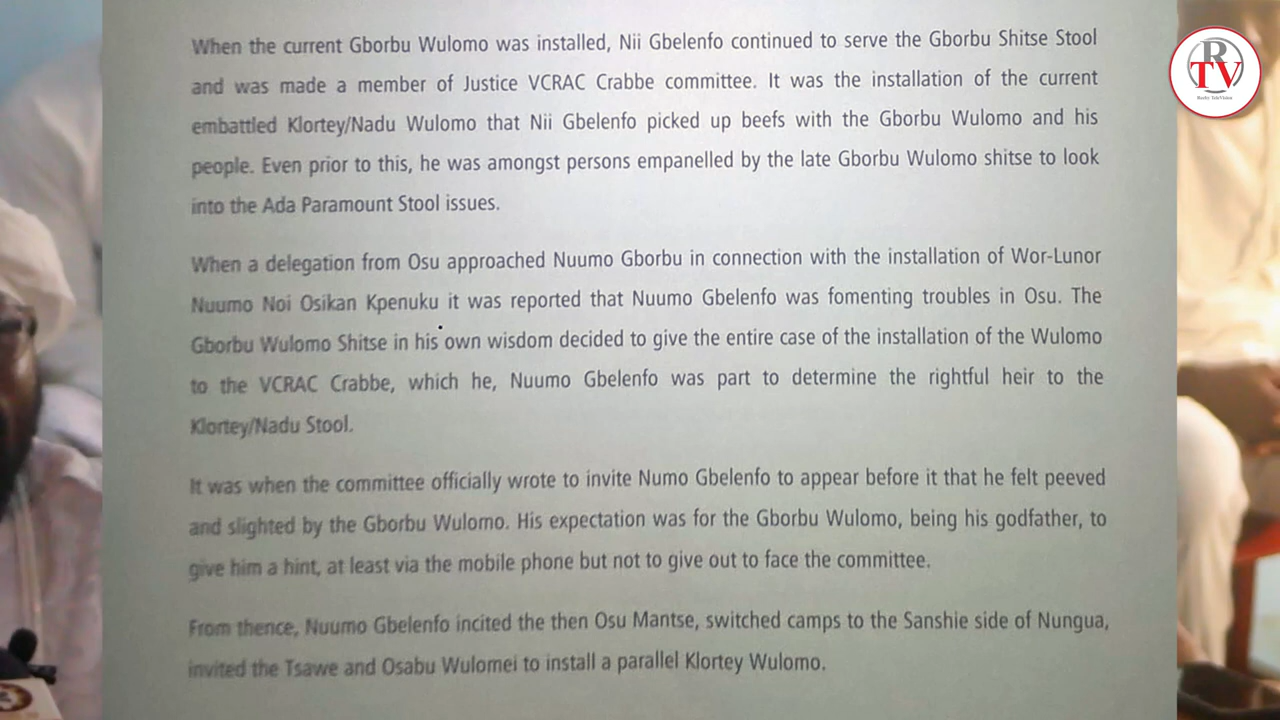 When the current Gborbu Wulomo was installed, Nii Gbelenfo continued to serve the Gborbu Shitse Stool
and was made a member of Justice VCRAC Crabbe committee. It was the installation of the current
embattled Klortey/Nadu Wulomo that Nii Gbelenfo picked up beefs with the Gborbu Wulomo and his
people. Even prior to this, he was amongst persons empanelled by the late Gborbu Wulomo shitse to look
into the Ada Paramount Stool issues.
When a delegation from Osu approached Nuumo Gborbu in connection with the installation of Wor-Lunor
Nuumo Noi Osikan Kpenuku it was reported that Nuumo Gbelenfo was fomenting troubles in Osu. The
Gborbu Wulomo Shitse in his own wisdom decided to give the entire case of the installation of the Wulomo
to the VCRAC Crabbe, which he, Nuumo Gbelenfo was part to determine the rightful heir to the
Klortey/Nadu Stool.
It was when the committee officially wrote to invite Numo Gbelenfo to appear before it that he felt peeved
and slighted by the Gborbu Wulomo. His expectation was for the Gborbu Wulomo, being his godfather, to
give him a hint, at least via the mobile phone but not to give out to face the committee.
From thence, Nuumo Gbelenfo incited the then Osu Mantse, switched camps to the Sanshie side of Nungua,
invited the Tsawe and Osabu Wulomei to install a parallel Klortey Wulomo.
R
TV